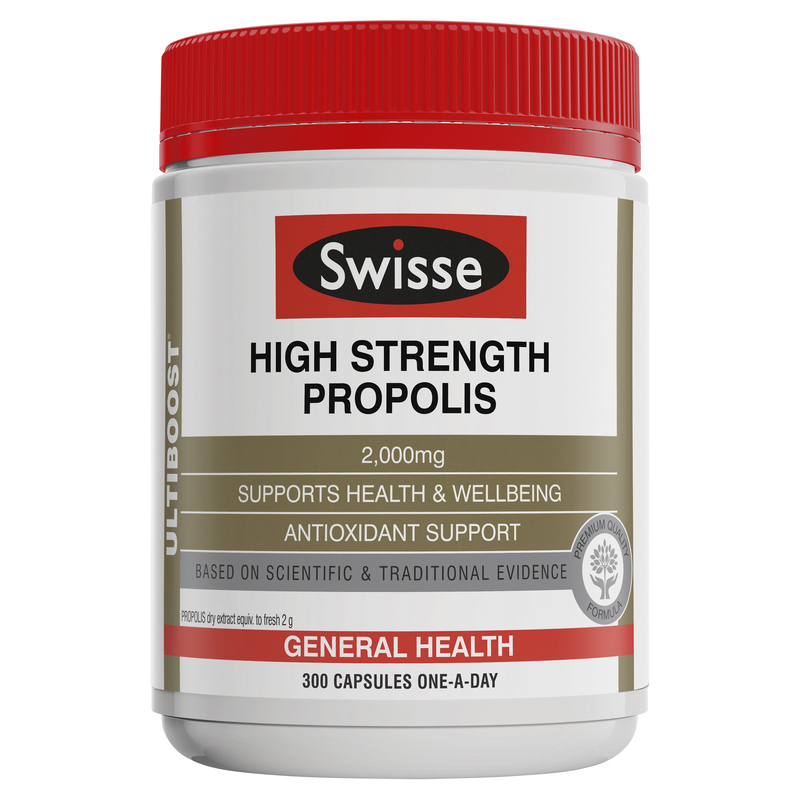 Swisse
HIGH STRENGTH
PROPOLIS
ULTIBOOST®
2,000mg
SUPPORTS HEALTH & WELLBEING
ANTIOXIDANT SUPPORT
BASED ON SCIENTIFIC & TRADITIONAL EVIDENCE
PREMIUM QUALITY
FORMULA
PROPOLIS dry extract equiv. to fresh 2 g
GENERAL HEALTH
300 CAPSULES ONE-A-DAY